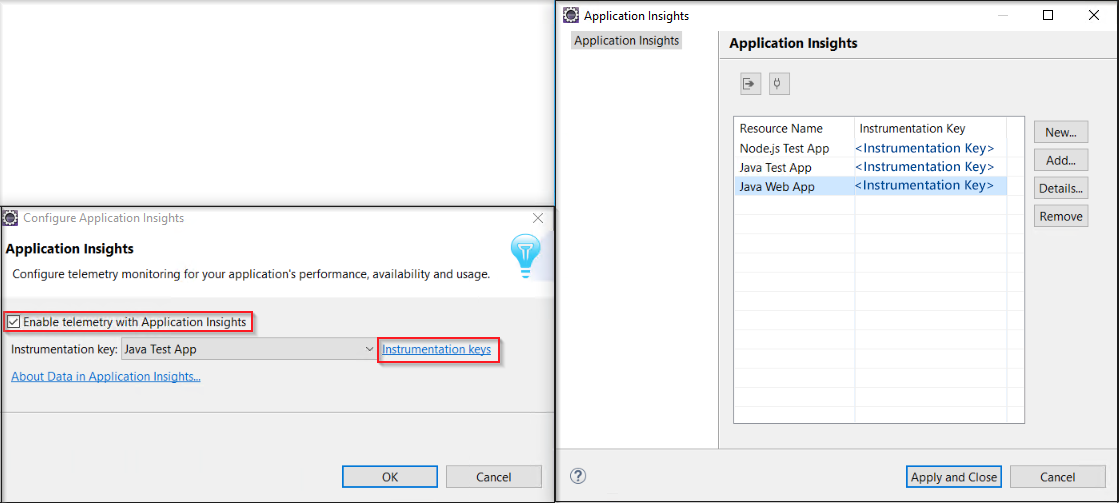 Configure Application Insights
Application Insights
Configure telemetry monitoring for your application's performance, availability and usage.
Enable telemetry with Application Insights
Instrumentation key: Java Test App Instrumentation keys
About Data in Application Insights...
OK Cancel
Application Insights
Application Insights
Application Insights
Resource Name Instrumentation Key
Node.js Test App <Instrumentation Key>
Java Test App <Instrumentation Key>
Java Web App <Instrumentation Key>
New...
Add...
Details...
Remove
? Apply and Close Cancel